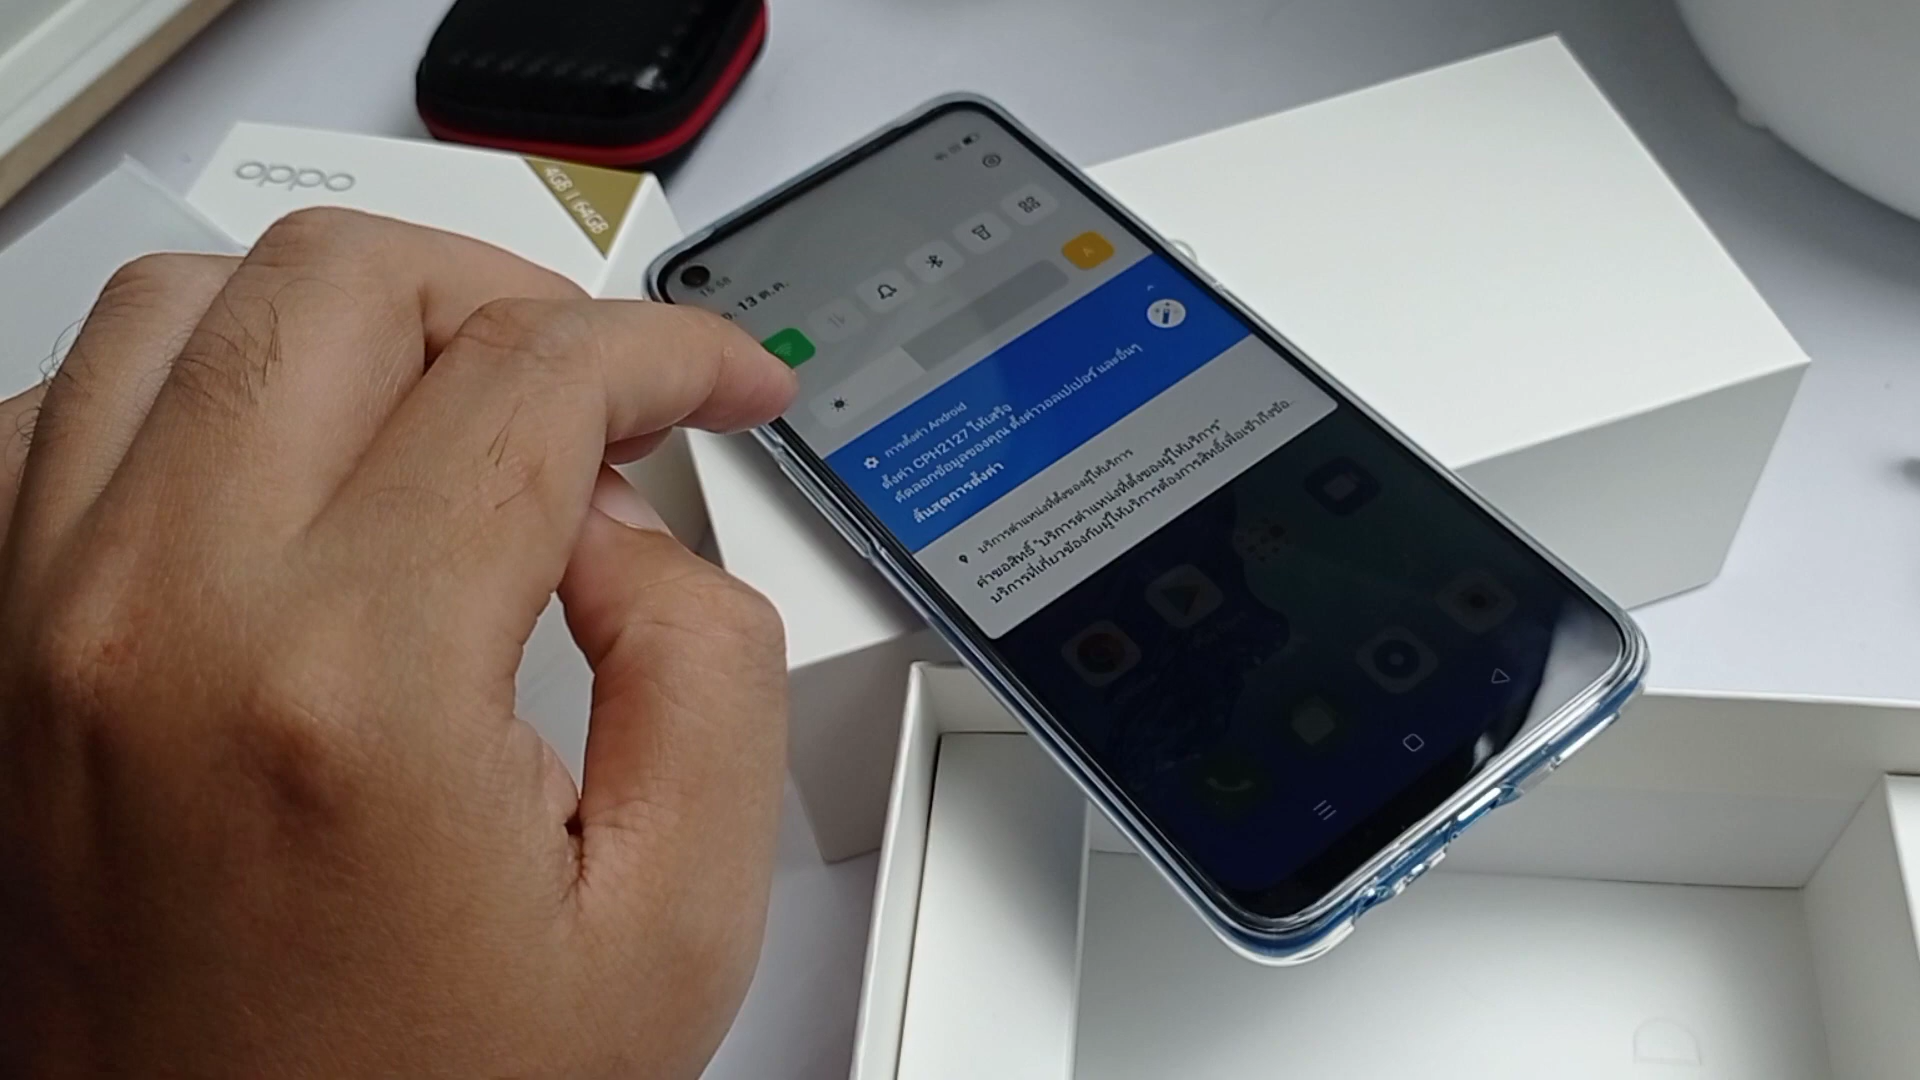 oppo
4GB | 64GB
15:58
อ. 13 ต.ค.
A
การตั้งค่า Android
ตั้งค่า CPH2127 ให้เสร็จ
คัดลอกข้อมูลของคุณ ตั้งค่าวอลเปเปอร์ และอื่นๆ
สิ้นสุดการตั้งค่า
บริการตำแหน่งที่ตั้งของผู้ให้บริการ
คำขอสิทธิ์ "บริการตำแหน่งที่ตั้งของผู้ให้บริการ"
บริการที่เกี่ยวข้องกับผู้ให้บริการต้องการสิทธิ์เพื่อเข้าถึงข้อ...